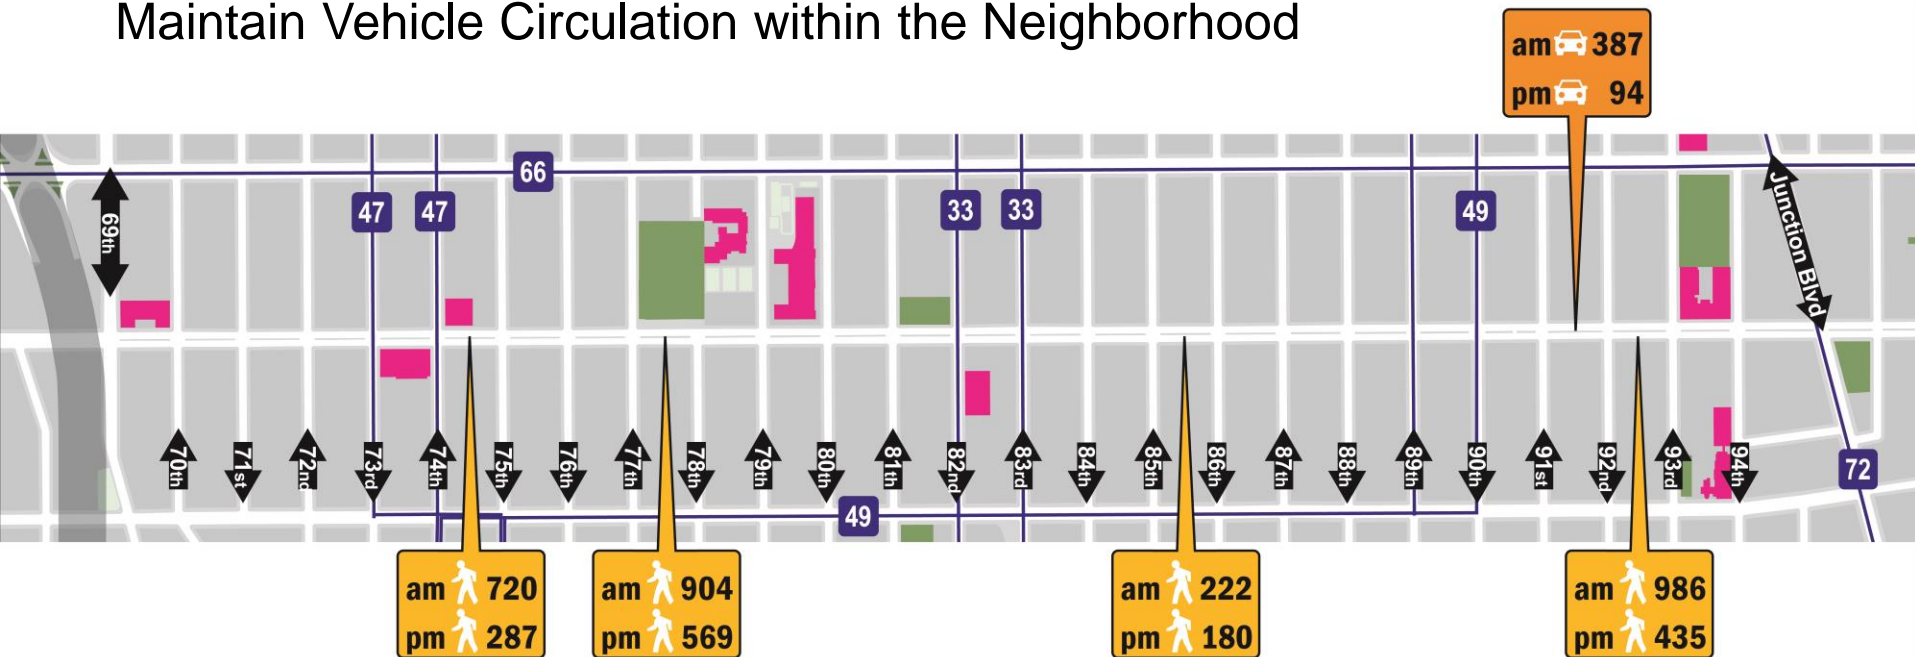 Maintain Vehicle Circulation within the Neighborhood
am 387
pm 94
66
69th
47
47
33
33
49
Junction Blvd
70th
71st
72nd
73rd
74th
75th
76th
77th
78th
79th
80th
81th
82nd
83rd
84th
85th
86th
87th
88th
89th
90th
91st
92nd
93rd
94th
72
49
am 720
pm 287
am 904
pm 569
am 222
pm 180
am 986
pm 435